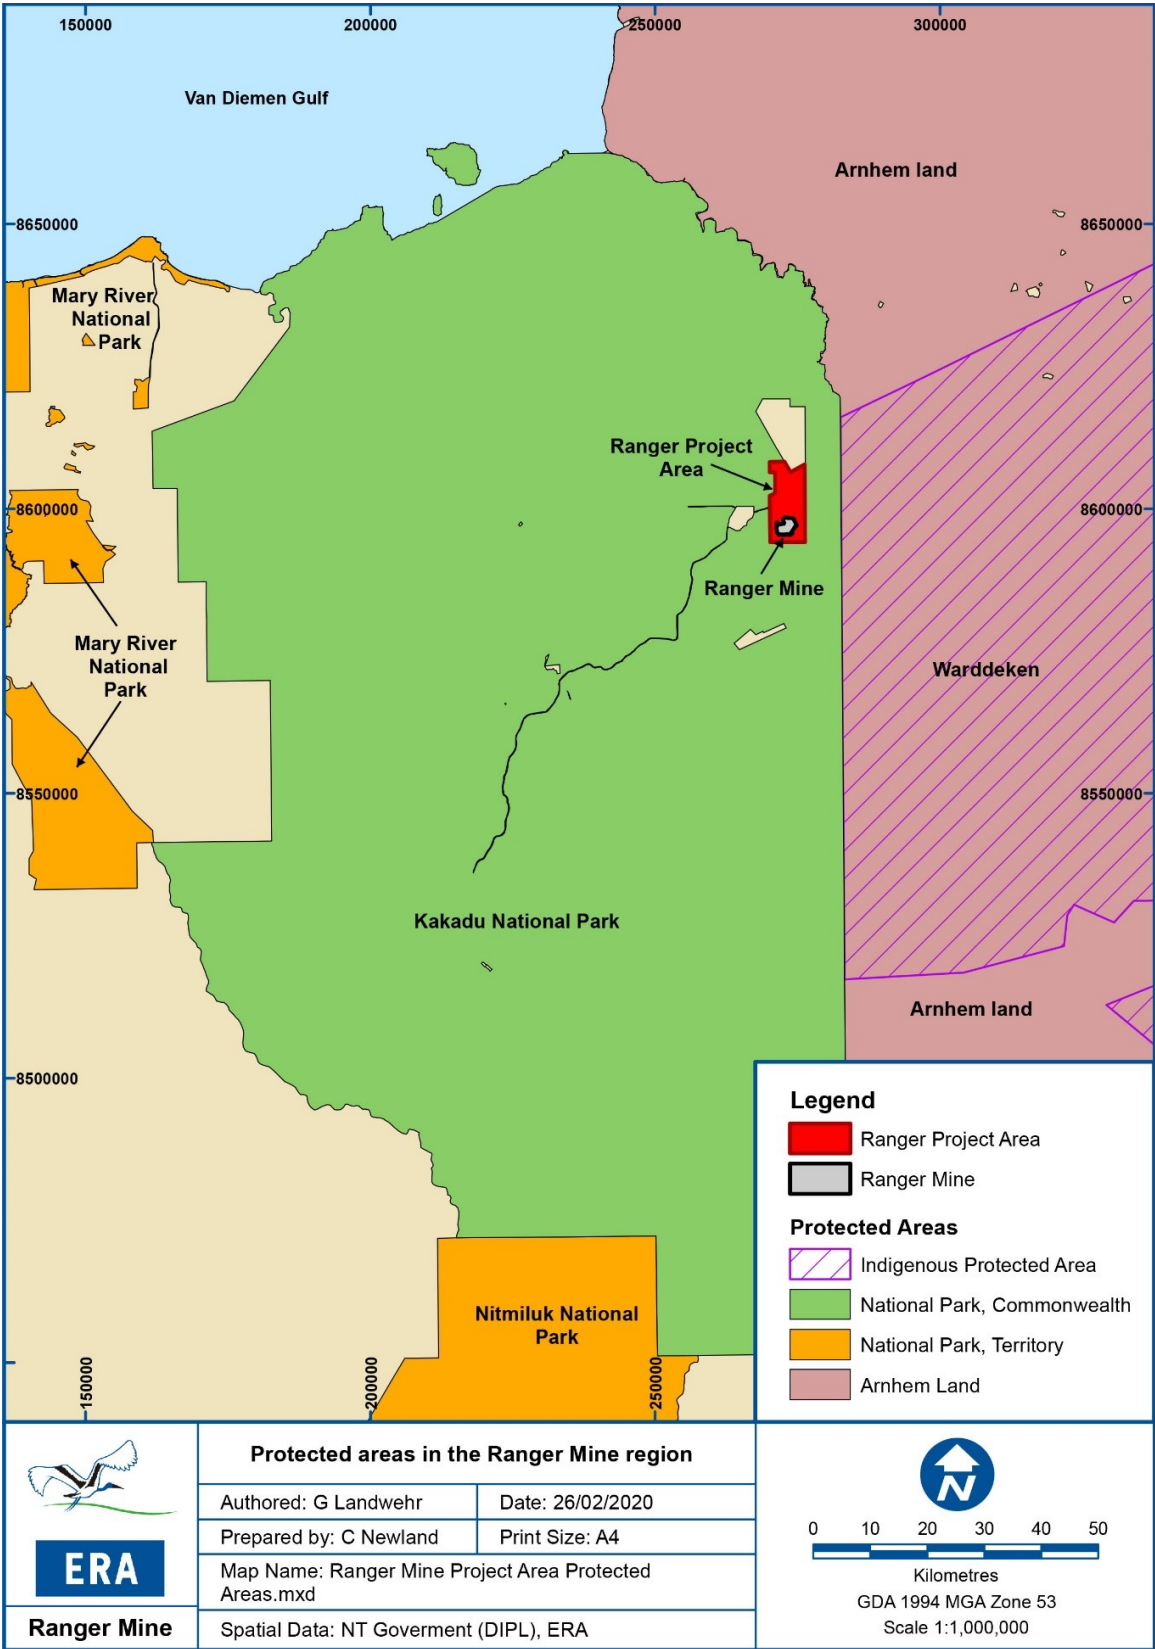 150000
200000
250000
300000
Van Diemen Gulf
Arnhem land
8650000
8650000
Mary River
National
Park
Ranger Project
Area
8600000
8600000
Ranger Mine
Mary River
National
Park
Warddeken
8550000
8550000
Kakadu National Park
Arnhem land
8500000
Nitmiluk National
Park
150000
200000
250000
Legend
Ranger Project Area
Ranger Mine
Protected Areas
Indigenous Protected Area
National Park, Commonwealth
National Park, Territory
Arnhem Land
ERA
Ranger Mine
Protected areas in the Ranger Mine region
Authored: G Landwehr
Date: 26/02/2020
Prepared by: C Newland
Print Size: A4
Map Name: Ranger Mine Project Area Protected
Areas.mxd
Spatial Data: NT Goverment (DIPL), ERA
N
0 10 20 30 40 50
Kilometres
GDA 1994 MGA Zone 53
Scale 1:1,000,000